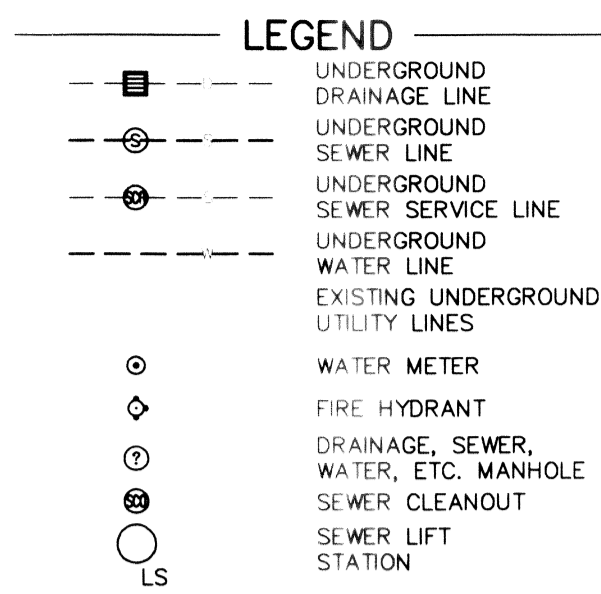 LEGEND
D
UNDERGROUND
DRAINAGE LINE
S
S
UNDERGROUND
SEWER LINE
UNDERGROUND
SEWER SERVICE LINE
W
UNDERGROUND
WATER LINE
EXISTING UNDERGROUND
UTILITY LINES
WATER METER
FIRE HYDRANT
?
DRAINAGE, SEWER,
WATER, ETC. MANHOLE
SCO
SEWER CLEANOUT
SEWER LIFT
STATION
LS